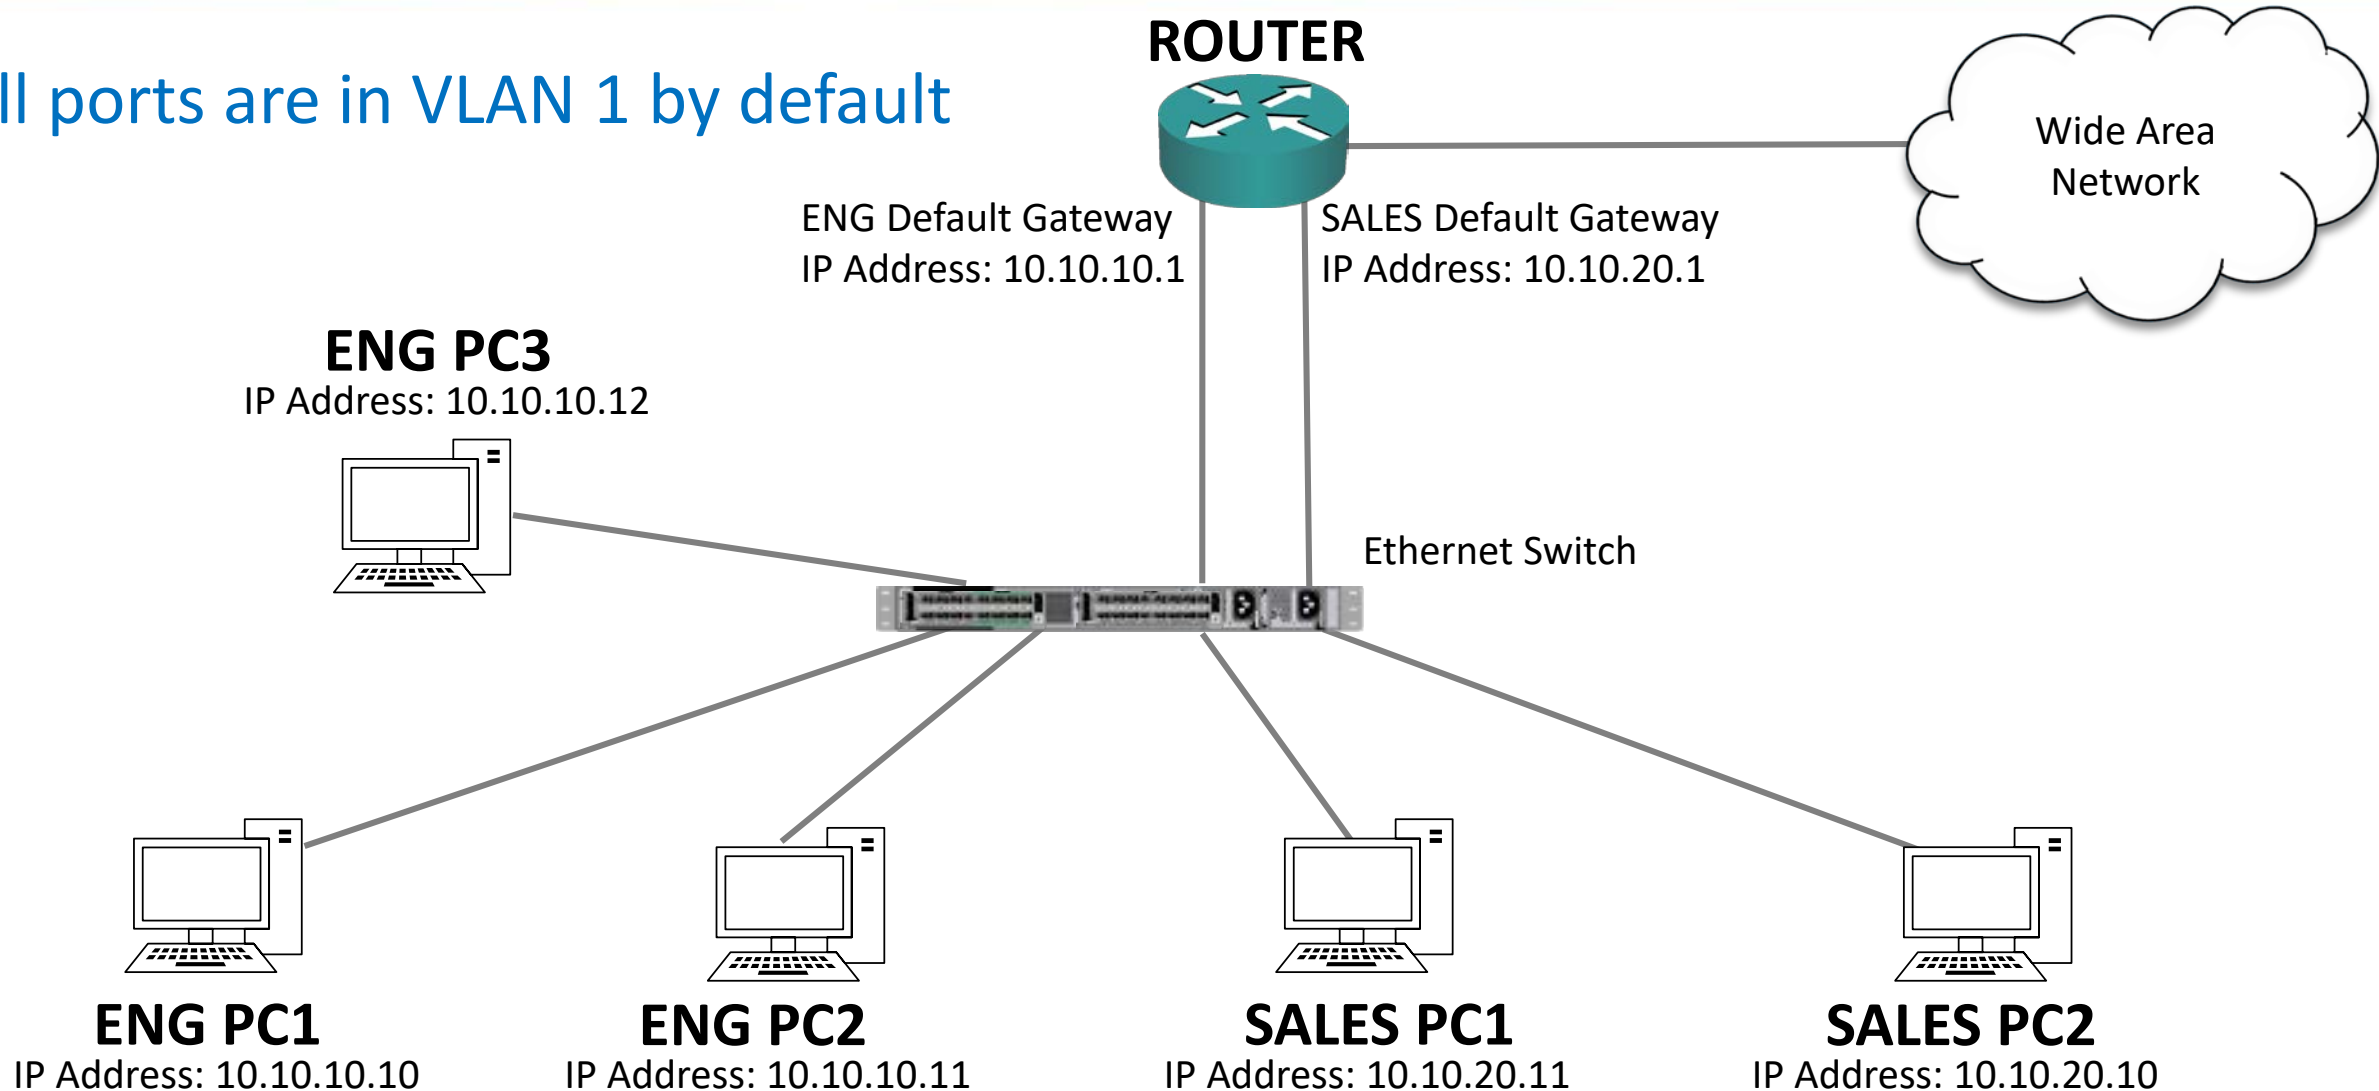 ll ports are in VLAN 1 by default
ROUTER
Wide Area
Network
ENG Default Gateway
IP Address: 10.10.10.1
SALES Default Gateway
IP Address: 10.10.20.1
ENG PC3
IP Address: 10.10.10.12
Ethernet Switch
ENG PC1
IP Address: 10.10.10.10
ENG PC2
IP Address: 10.10.10.11
SALES PC1
IP Address: 10.10.20.11
SALES PC2
IP Address: 10.10.20.10